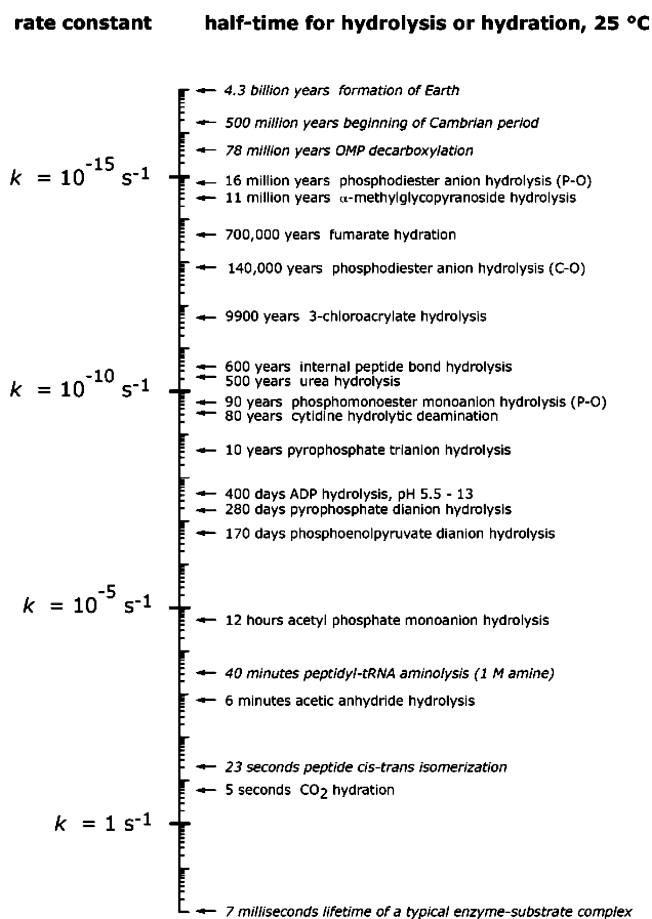 rate constant half-time for hydrolysis or hydration, 25 °C
4.3 billion years formation of Earth
500 million years beginning of Cambrian period
78 million years OMP decarboxylation
k = 10⁻¹⁵ s⁻¹
16 million years phosphodiester anion hydrolysis (P-O)
11 million years α-methylglycopyranoside hydrolysis
700,000 years fumarate hydration
140,000 years phosphodiester anion hydrolysis (C-O)
9900 years 3-chloroacrylate hydrolysis
600 years internal peptide bond hydrolysis
500 years urea hydrolysis
k = 10⁻¹⁰ s⁻¹
90 years phosphomonoester monoanion hydrolysis (P-O)
80 years cytidine hydrolytic deamination
10 years pyrophosphate trianion hydrolysis
400 days ADP hydrolysis, pH 5.5 - 13
280 days pyrophosphate dianion hydrolysis
170 days phosphoenolpyruvate dianion hydrolysis
k = 10⁻⁵ s⁻¹
12 hours acetyl phosphate monoanion hydrolysis
40 minutes peptidyl-tRNA aminolysis (1 M amine)
6 minutes acetic anhydride hydrolysis
23 seconds peptide cis-trans isomerization
5 seconds CO₂ hydration
k = 1 s⁻¹
7 milliseconds lifetime of a typical enzyme-substrate complex